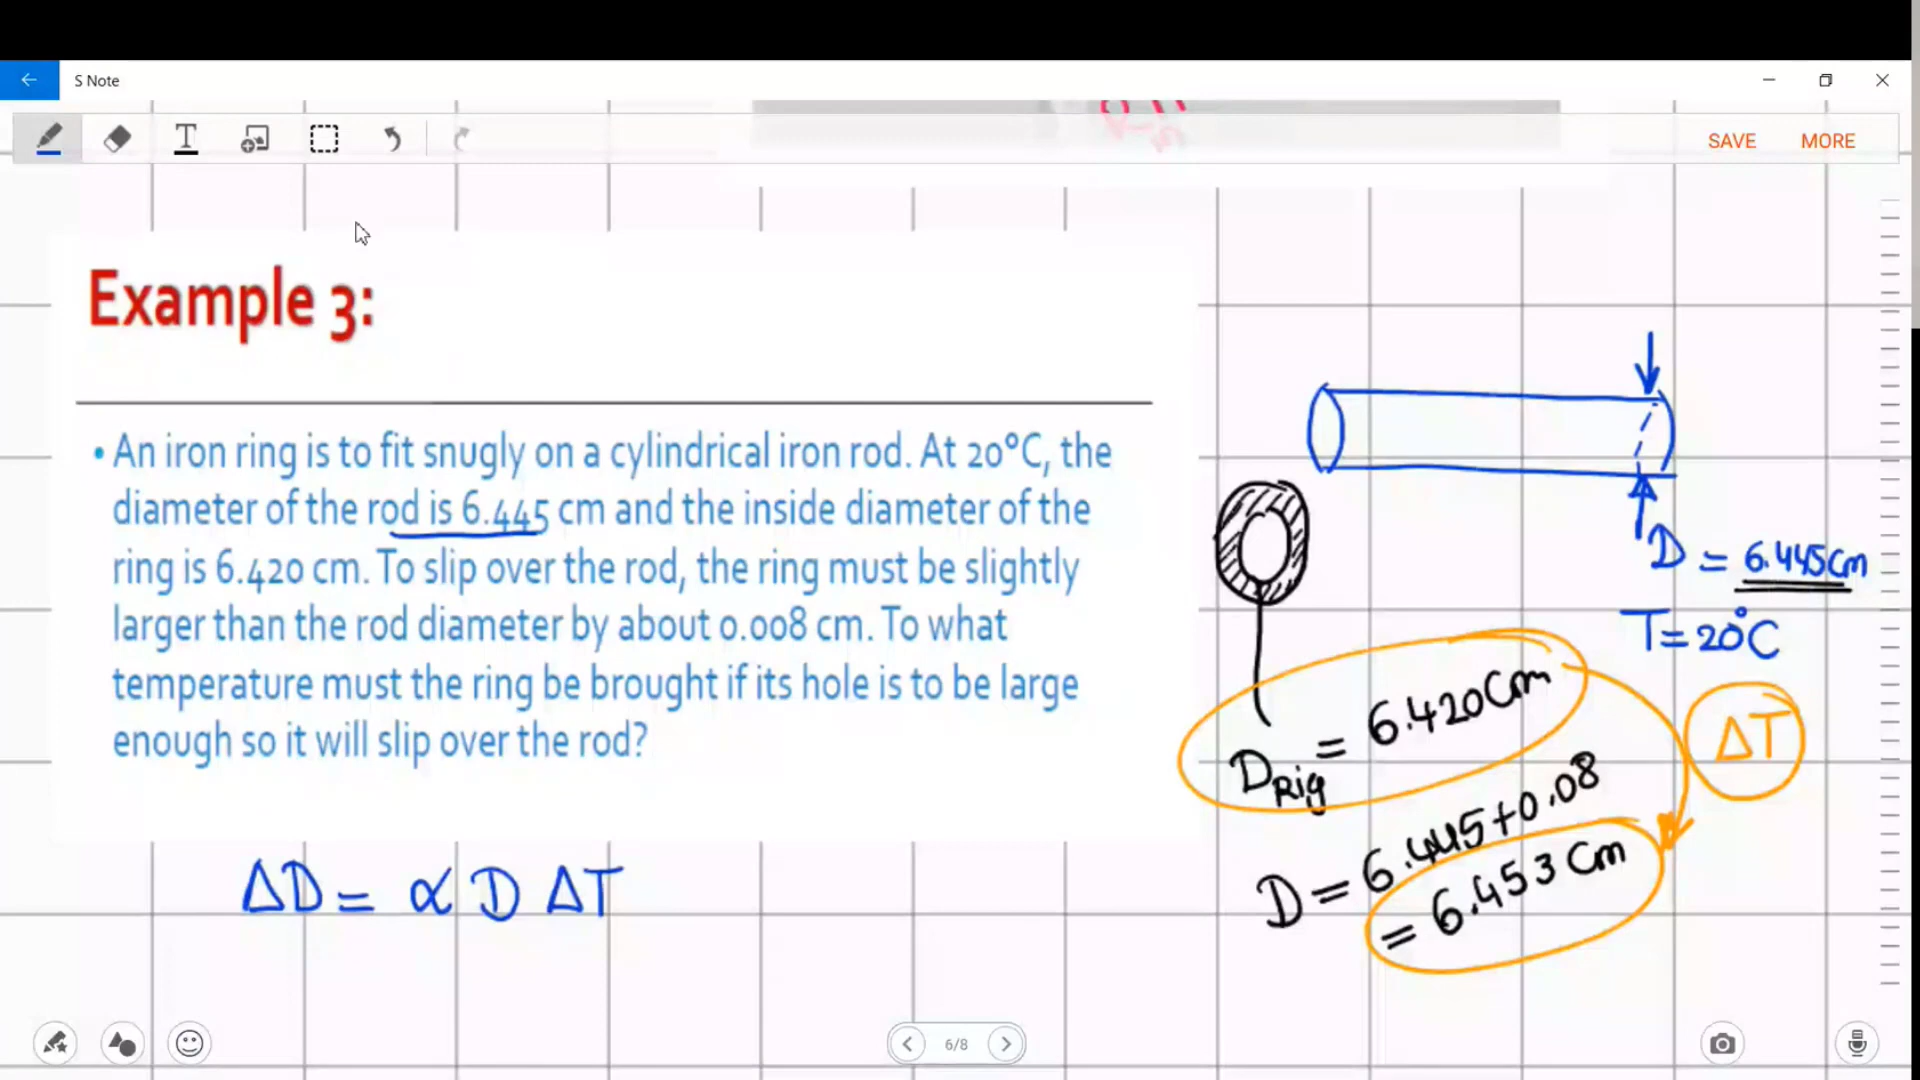 S Note
SAVE
MORE
Example 3:
• An iron ring is to fit snugly on a cylindrical iron rod. At 20°C, the
diameter of the rod is 6.445 cm and the inside diameter of the
ring is 6.420 cm. To slip over the rod, the ring must be slightly
larger than the rod diameter by about 0.008 cm. To what
temperature must the ring be brought if its hole is to be large
enough so it will slip over the rod?
D = 6.445cm
T=20°C
DRig = 6.420cm
ΔT
D = 6.445+0.08
= 6.453 cm
ΔD = α D ΔT
6/8